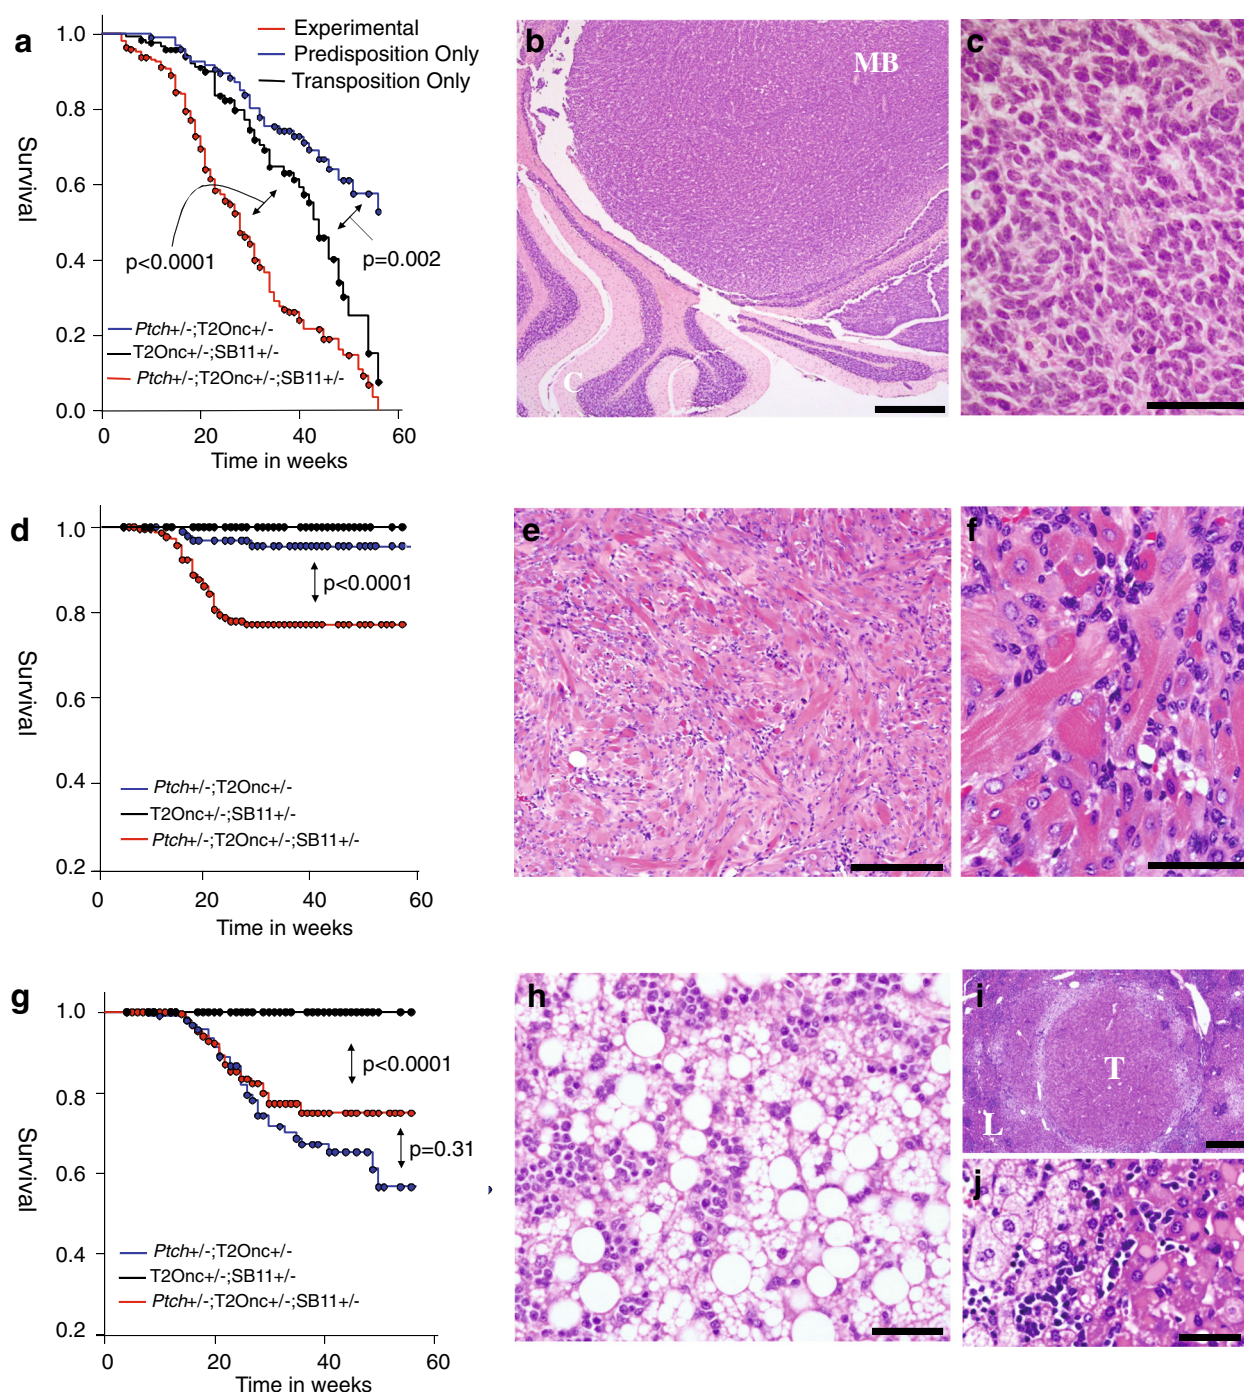 a
Experimental
Predisposition Only
Transposition Only
1.0
0.8
0.6
0.4
0.2
0.0
Survival
p<0.0001
p=0.002
Ptch+/-;T2Onc+/-
T2Onc+/-;SB11+/-
Ptch+/-;T2Onc+/-;SB11+/-
0 20 40 60
Time in weeks
b
MB
C
c
d
1.0
0.8
0.6
0.4
0.2
Survival
p<0.0001
Ptch+/-;T2Onc+/-
T2Onc+/-;SB11+/-
Ptch+/-;T2Onc+/-;SB11+/-
0 20 40 60
Time in weeks
e
f
g
1.0
0.8
0.6
0.4
0.2
Survival
p<0.0001
p=0.31
Ptch+/-;T2Onc+/-
T2Onc+/-;SB11+/-
Ptch+/-;T2Onc+/-;SB11+/-
0 20 40 60
Time in weeks
h
i
T
L
j